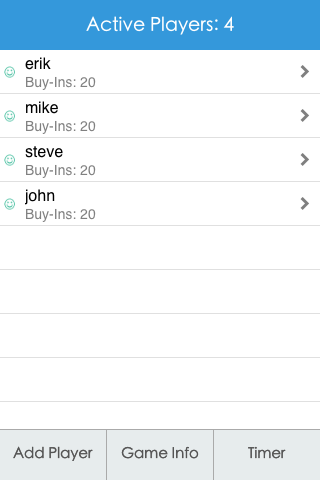 Active Players: 4
erik
Buy-Ins: 20
mike
Buy-Ins: 20
steve
Buy-Ins: 20
john
Buy-Ins: 20
Add Player
Game Info
Timer